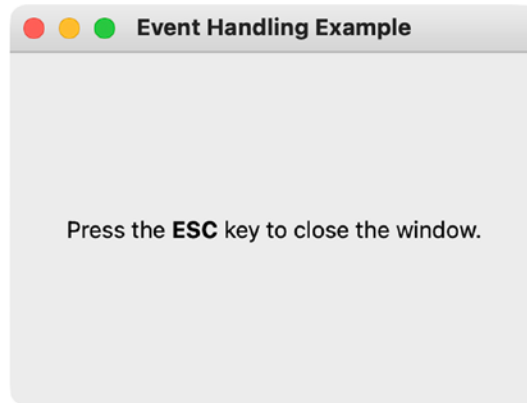 Event Handling Example
Press the ESC key to close the window.